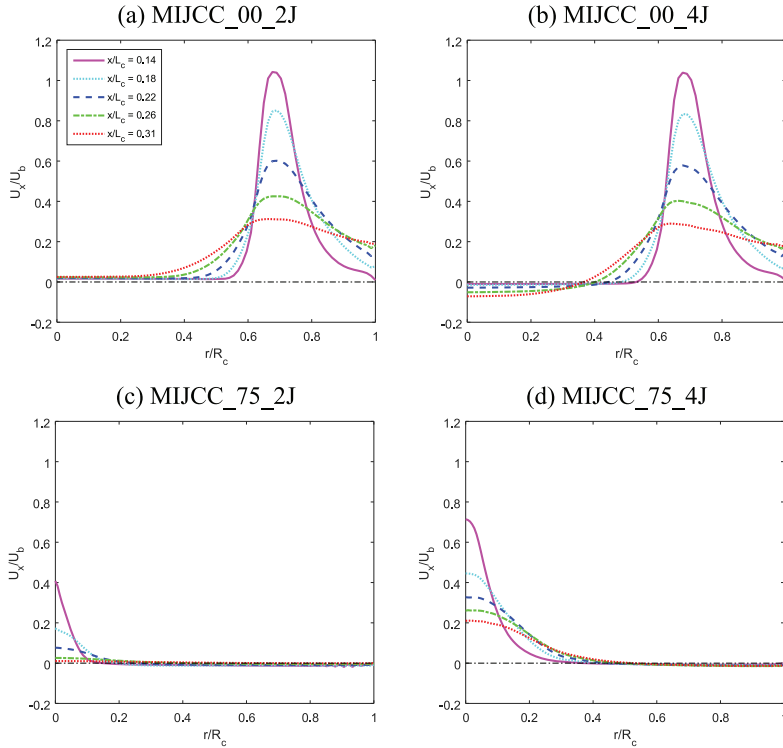 (a) MIJCC_00_2J
1.2
1
0.8
0.6
0.4
0.2
0
-0.2
U_x/U_b
x/L_c = 0.14
x/L_c = 0.18
x/L_c = 0.22
x/L_c = 0.26
x/L_c = 0.31
0 0.2 0.4 0.6 0.8 1
r/R_c
(b) MIJCC_00_4J
1.2
1
0.8
0.6
0.4
0.2
0
-0.2
U_x/U_b
0 0.2 0.4 0.6 0.8
r/R_c
(c) MIJCC_75_2J
1.2
1
0.8
0.6
0.4
0.2
0
-0.2
U_x/U_b
0 0.2 0.4 0.6 0.8 1
r/R_c
(d) MIJCC_75_4J
1.2
1
0.8
0.6
0.4
0.2
0
-0.2
U_x/U_b
0 0.2 0.4 0.6 0.8
r/R_c